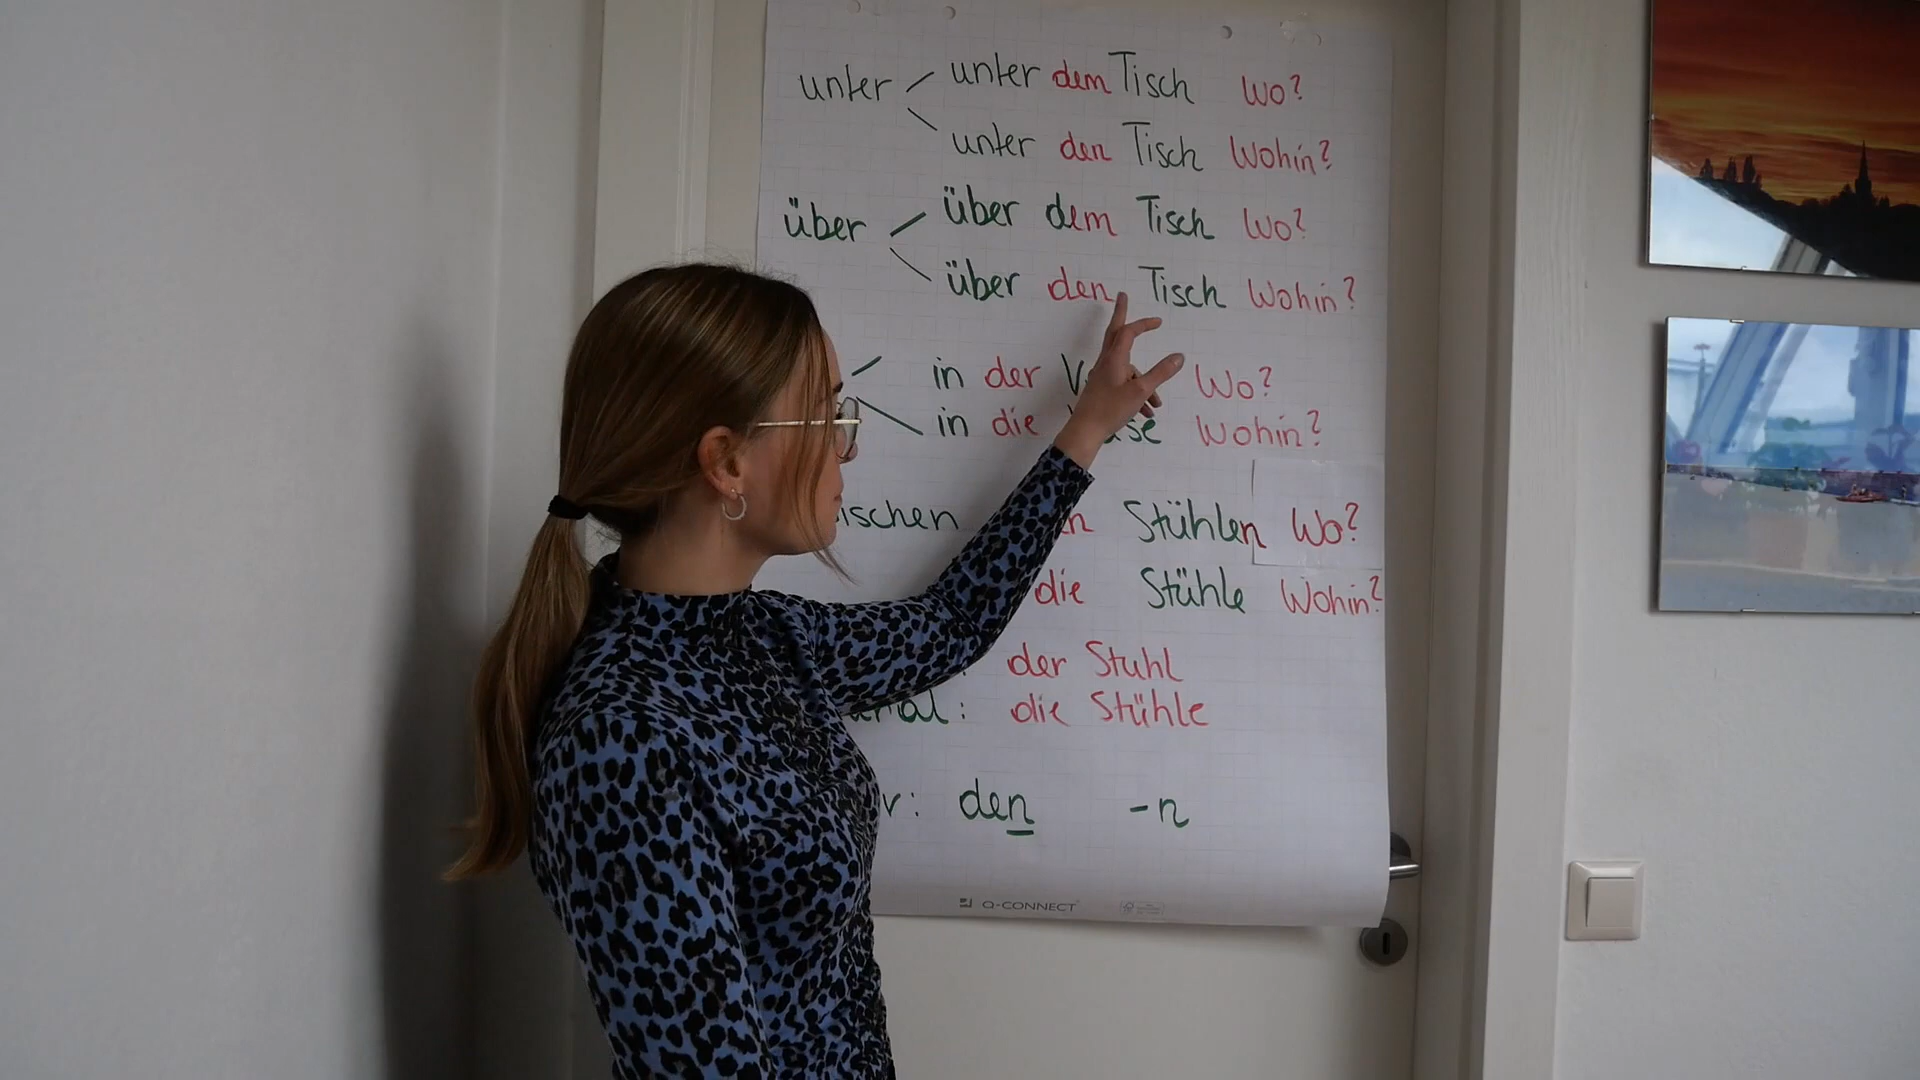 unter unter dem Tisch Wo?
unter den Tisch Wohin?
über über dem Tisch Wo?
über den Tisch Wohin?
in der Wo?
in die Wohin?
Stühlen Wo?
die Stühle Wohin?
der Stuhl
die Stühle
den -n
Q-CONNECT